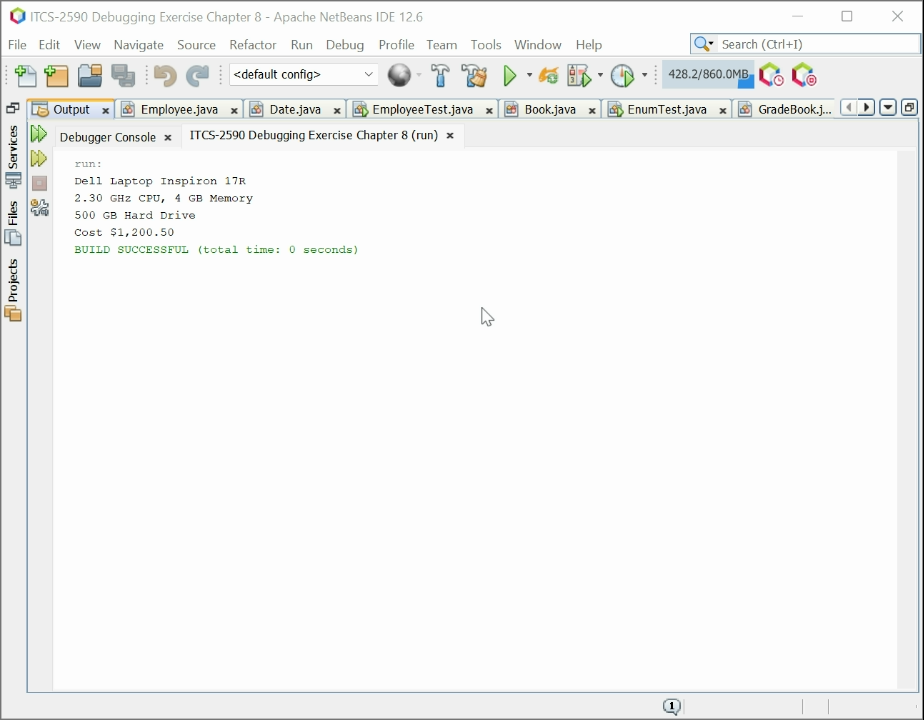 ITCS-2590 Debugging Exercise Chapter 8 - Apache NetBeans IDE 12.6
File Edit View Navigate Source Refactor Run Debug Profile Team Tools Window Help
Search (Ctrl+I)
<default config>
428.2/860.0MB
Output Employee.java Date.java EmployeeTest.java Book.java EnumTest.java GradeBook.j...
Debugger Console ITCS-2590 Debugging Exercise Chapter 8 (run)
Services
Files
Projects
run:
Dell Laptop Inspiron 17R
2.30 GHz CPU, 4 GB Memory
500 GB Hard Drive
Cost $1,200.50
BUILD SUCCESSFUL (total time: 0 seconds)
1